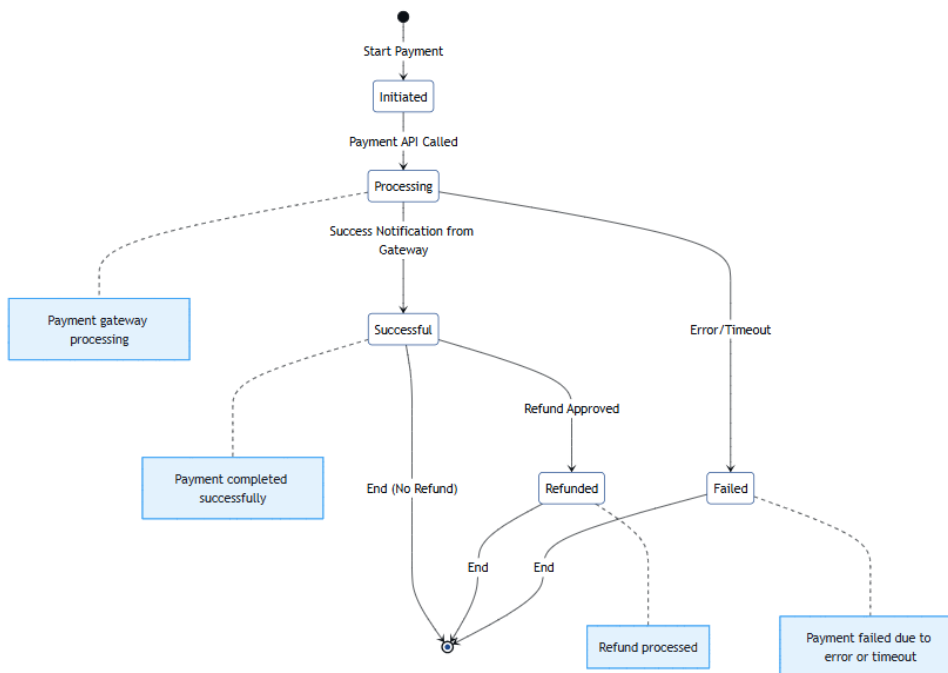 Start Payment
Initiated
Payment API Called
Processing
Success Notification from
Gateway
Payment gateway
processing
Successful
Error/Timeout
Refund Approved
Payment completed
successfully
End (No Refund)
Refunded
Failed
End
End
Refund processed
Payment failed due to
error or timeout